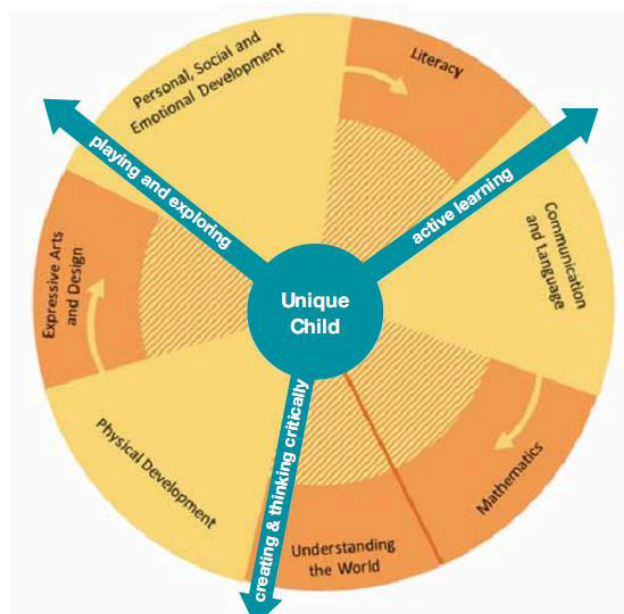 Personal, Social and
Emotional Development
Literacy
playing and exploring
active learning
Communication
and Language
Expressive Arts
and Design
Unique
Child
Physical Development
creating & thinking critically
Understanding
the World
Mathematics